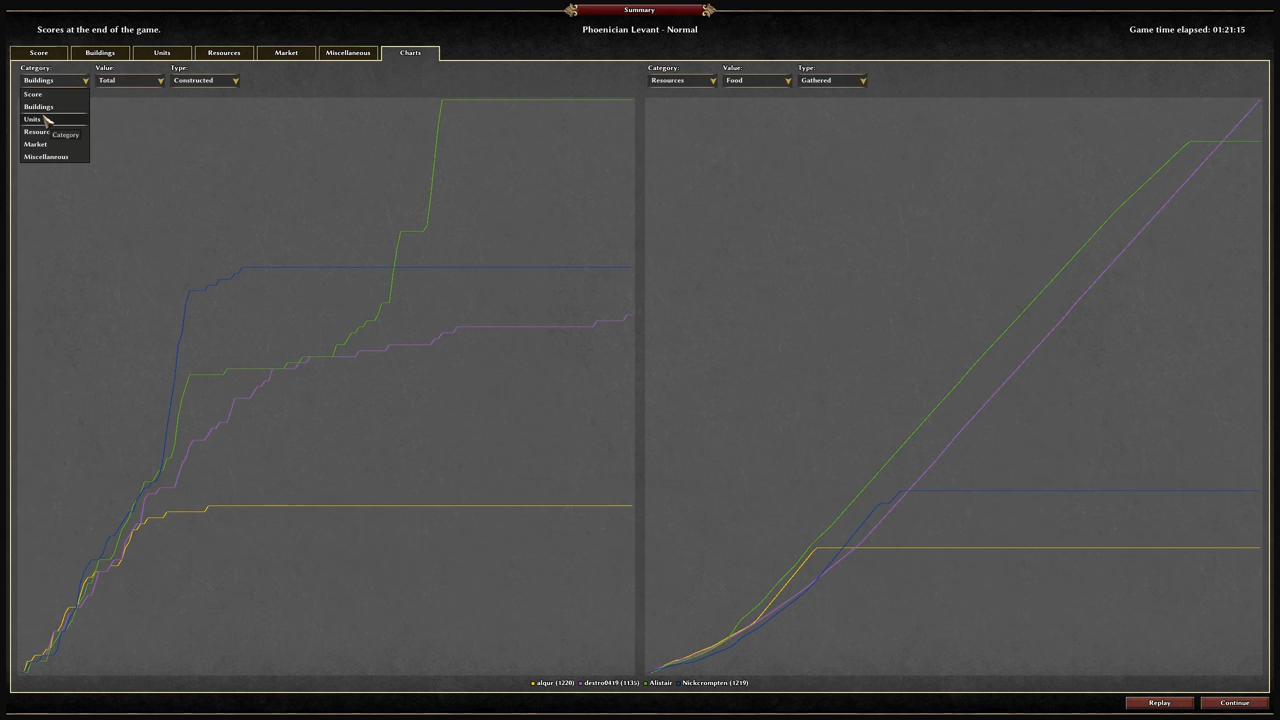 Summary
Scores at the end of the game.
Phoenician Levant - Normal
Game time elapsed: 01:21:15
Score
Buildings
Units
Resources
Market
Miscellaneous
Charts
Category:
Value:
Type:
Buildings
Total
Constructed
Score
Buildings
Units
Resourc
Category
Market
Miscellaneous
Category:
Value:
Type:
Resources
Food
Gathered
alqur (1220) destro0419 (1135) Alistair Nickcrompten (1219)
Replay
Continue